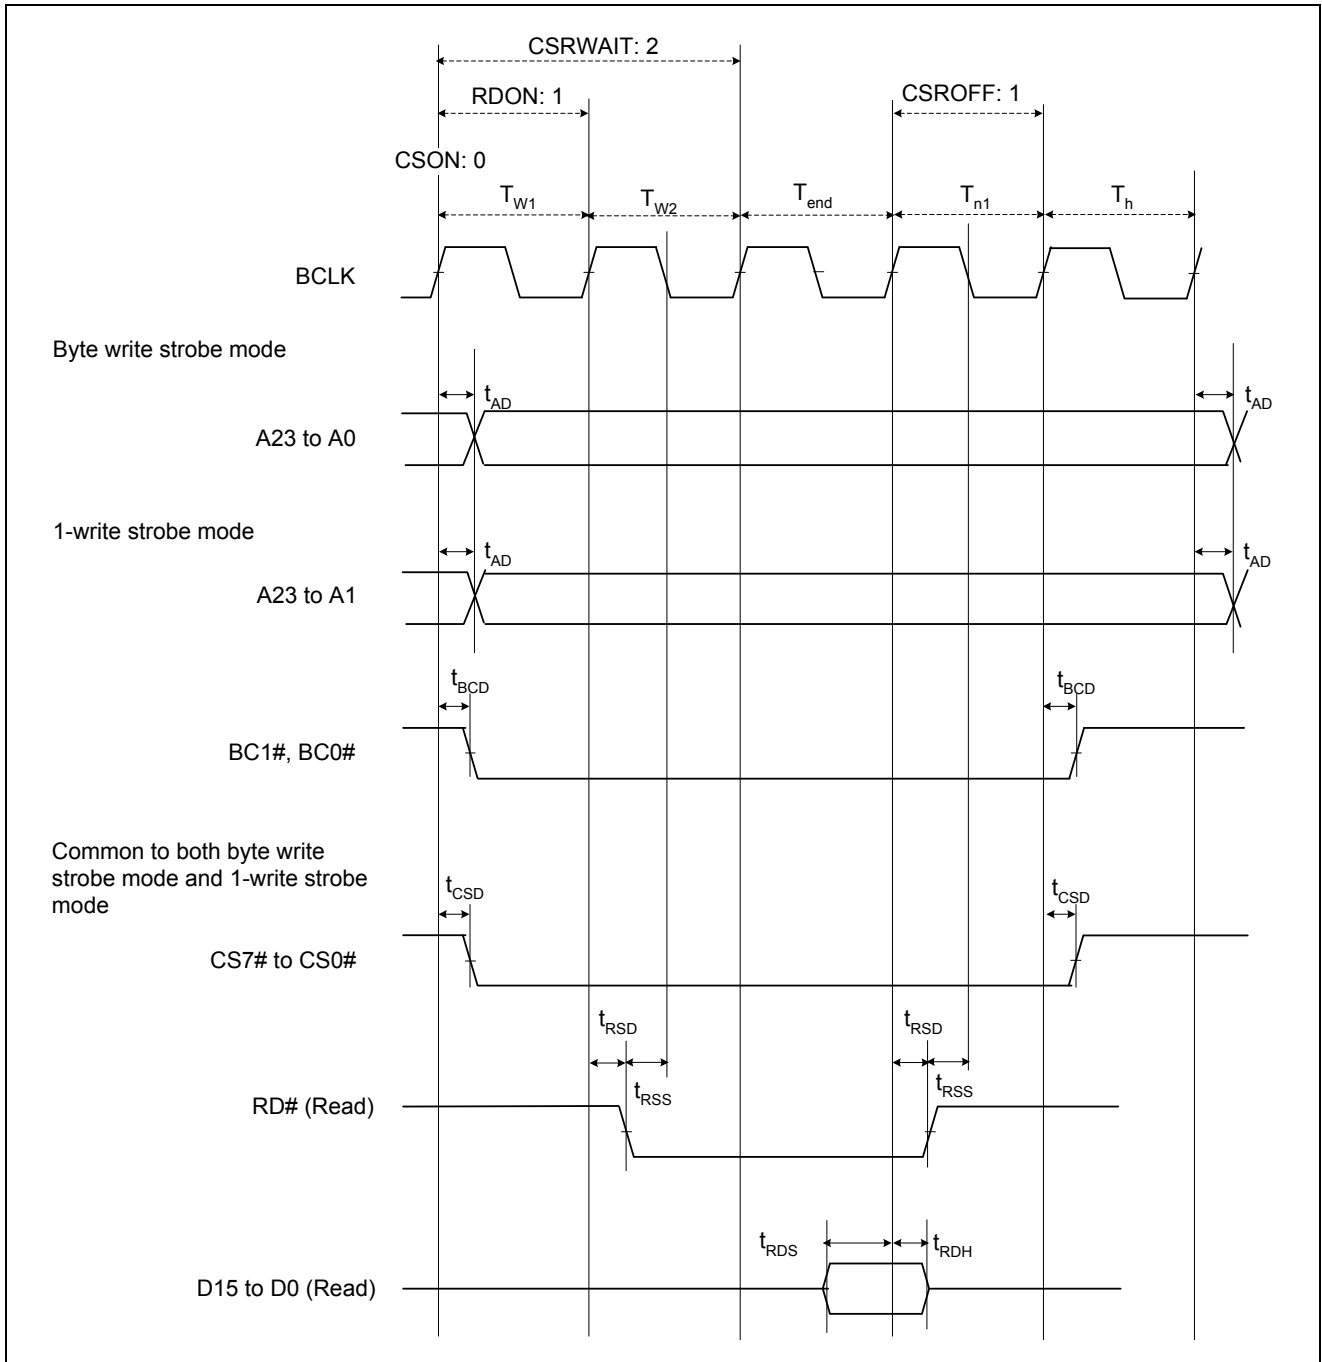 CSRWAIT: 2
RDON: 1
CSROFF: 1
CSON: 0
TW1
TW2
Tend
Tn1
Th
BCLK
Byte write strobe mode
tAD
tAD
A23 to A0
1-write strobe mode
tAD
tAD
A23 to A1
tBCD
tBCD
BC1#, BC0#
Common to both byte write
strobe mode and 1-write strobe
mode
tCSD
tCSD
CS7# to CS0#
tRSD
tRSD
tRSS
tRSS
RD# (Read)
tRDS
tRDH
D15 to D0 (Read)